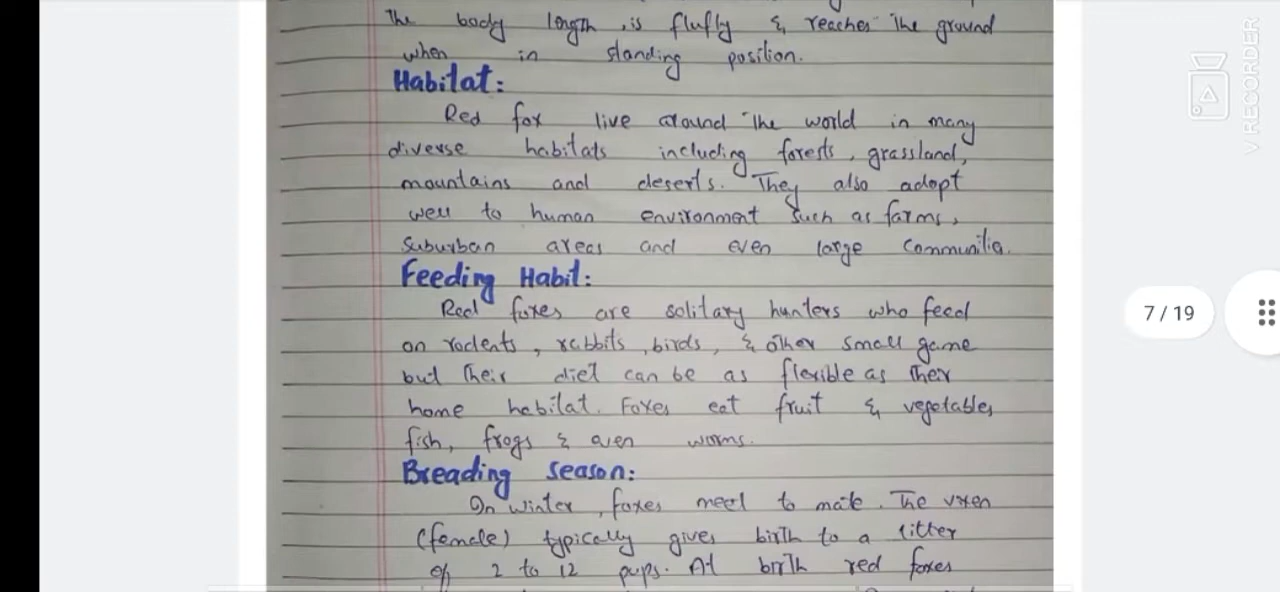 The body length, is fluffy & reaches the ground
when in standing position.
Habitat:
Red fox live around the world in many
diverse habitats including forests, grassland,
mountains and deserts. They also adopt
well to human environment such as farms,
suburban areas and even large
Feeding Habit:
Red foxes are solitary hunters who feed
on rodents, rabbits, birds, & other small game
but their diet can be as flexible as their
home habitat. Foxes eat fruit & vegetables,
fish, frogs & even worms.
Breading season:
In winter, foxes meet to mate. The vixen
(female) typically gives birth to a litter
of 2 to 12 pups. At birth red foxes
7 / 19
V RECORDER